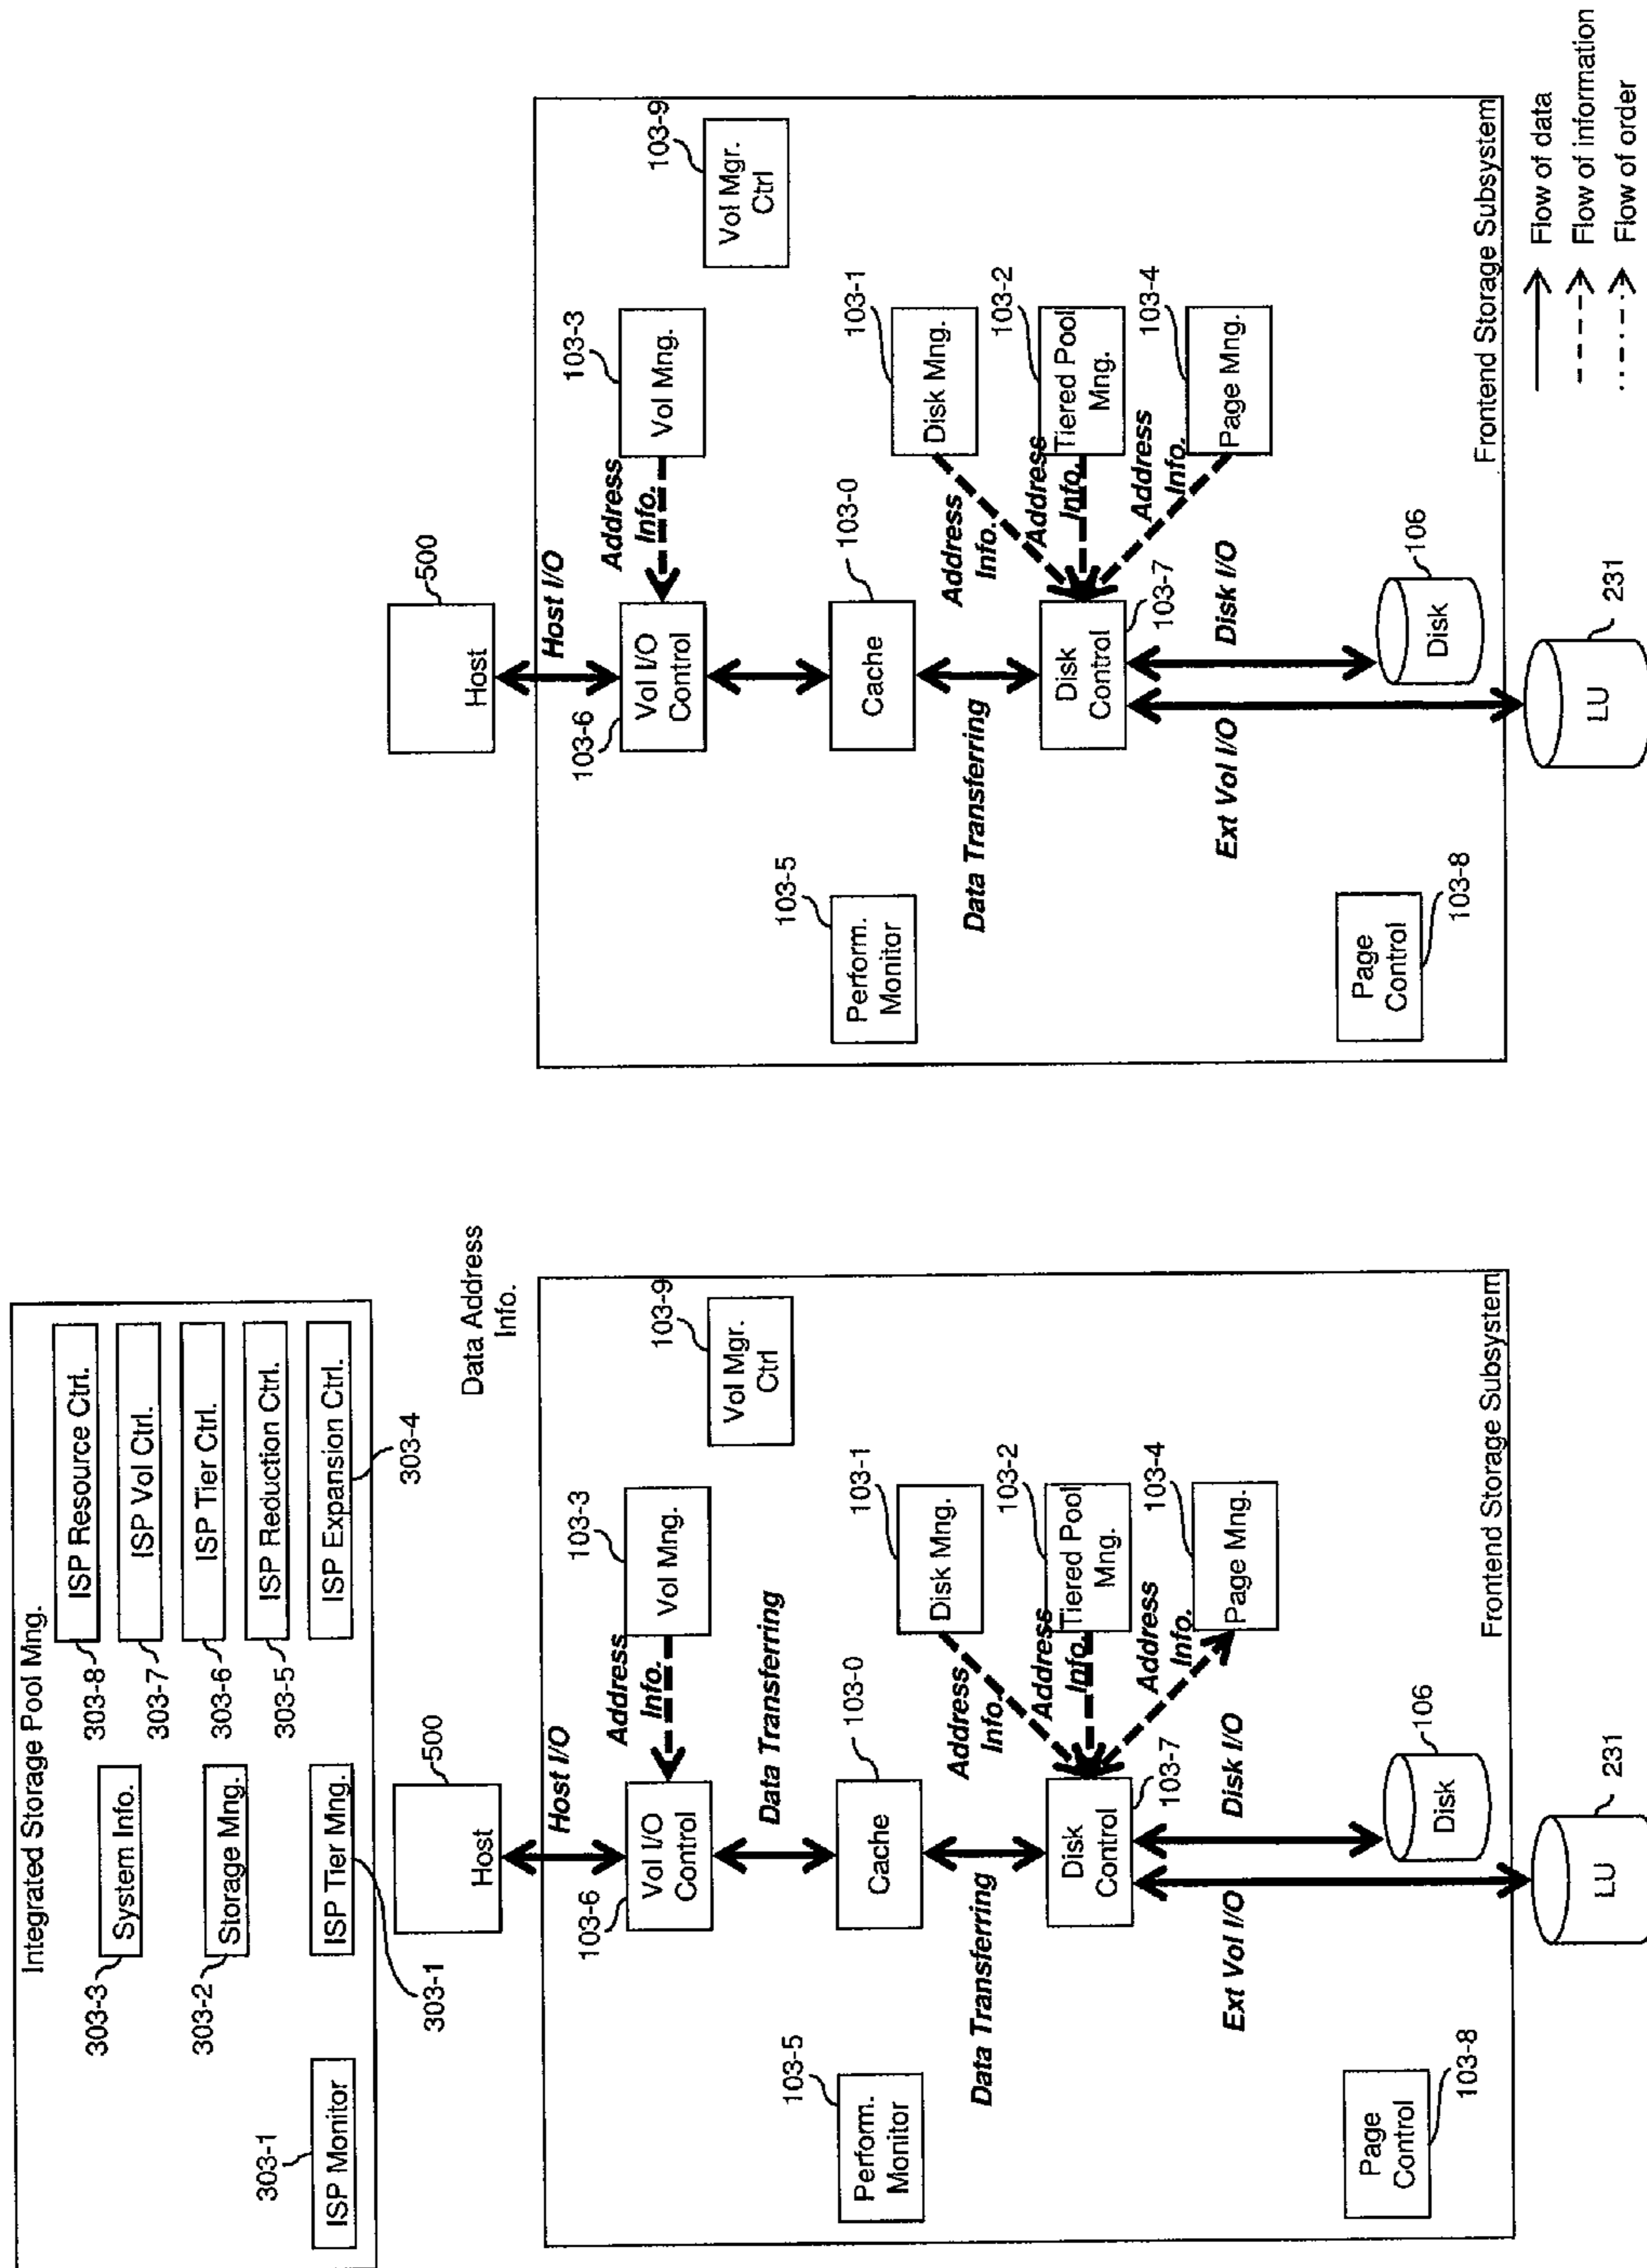 Integrated Storage Pool Mng.
303-1
ISP Monitor
303-3
System Info.
303-2
Storage Mng.
ISP Tier Mng.
303-1
303-8
ISP Resource Ctrl.
303-7
ISP Vol Ctrl.
303-6
ISP Tier Ctrl.
303-5
ISP Reduction Ctrl.
ISP Expansion Ctrl.
303-4
Data Address
Info.
500
Host
Host I/O
103-6
Vol I/O
Control
Address
Info.
103-3
Vol Mng.
103-9
Vol Mgr.
Ctrl
Data Transferring
103-5
Perform.
Monitor
Cache
103-0
Data Transferring
Address
Info.
103-1
Disk Mng.
Address
Info.
103-2
Tiered Pool
Mng.
Address
Info.
103-4
Page Mng.
Disk
Control
103-7
Ext Vol I/O
Disk I/O
Page
Control
103-8
106
Disk
Frontend Storage Subsystem
231
LU
500
Host
Host I/O
103-6
Vol I/O
Control
Address
Info.
103-3
Vol Mng.
103-9
Vol Mgr.
Ctrl
103-5
Perform.
Monitor
Cache
103-0
Data Transferring
Address
Info.
103-1
Disk Mng.
Address
Info.
103-2
Tiered Pool
Mng.
Address
Info.
103-4
Page Mng.
Disk
Control
103-7
Ext Vol I/O
Disk I/O
Page
Control
103-8
106
Disk
Frontend Storage Subsystem
231
LU
Flow of data
Flow of information
Flow of order